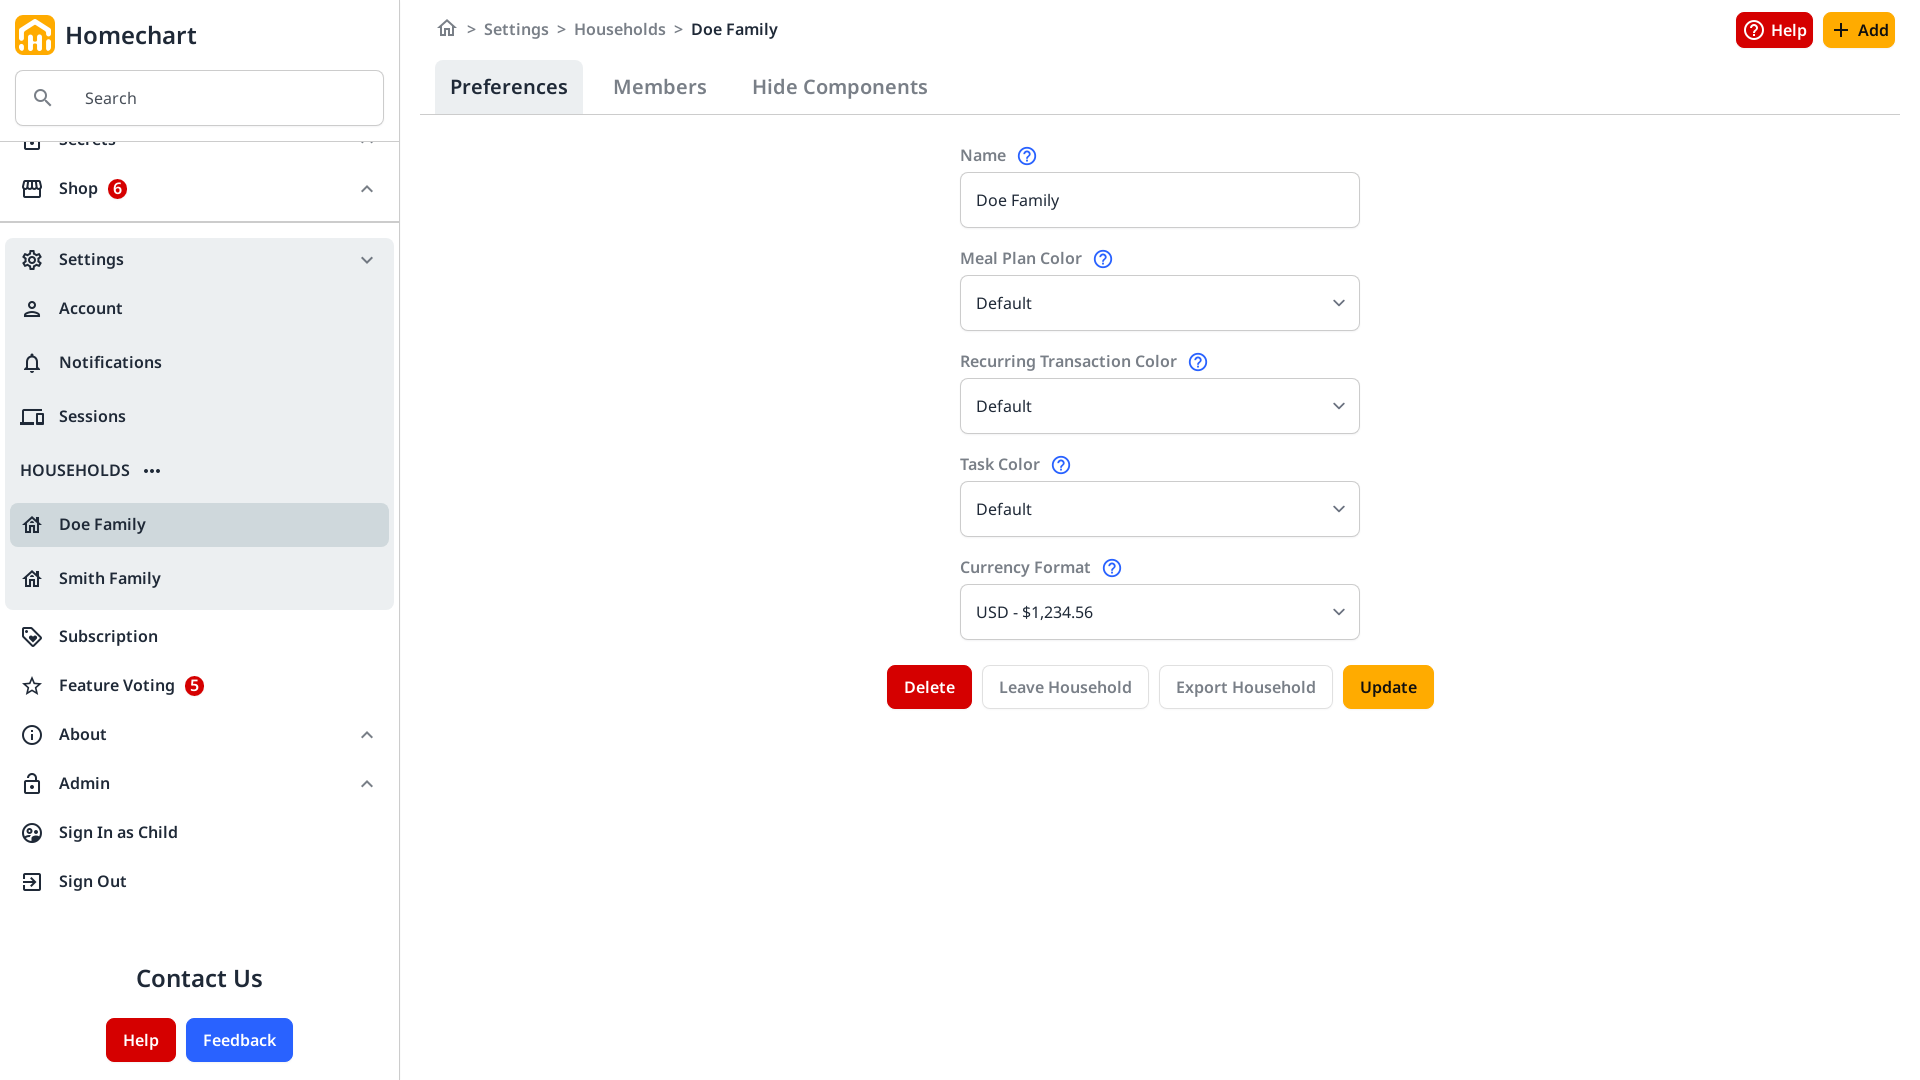 Homechart
Search
Secrets
Shop 6
Settings
Account
Notifications
Sessions
HOUSEHOLDS
Doe Family
Smith Family
Subscription
Feature Voting 5
About
Admin
Sign In as Child
Sign Out
Contact Us
Help Feedback
> Settings > Households > Doe Family
Help Add
Preferences Members Hide Components
Name
Doe Family
Meal Plan Color
Default
Recurring Transaction Color
Default
Task Color
Default
Currency Format
USD - $1,234.56
Delete Leave Household Export Household Update